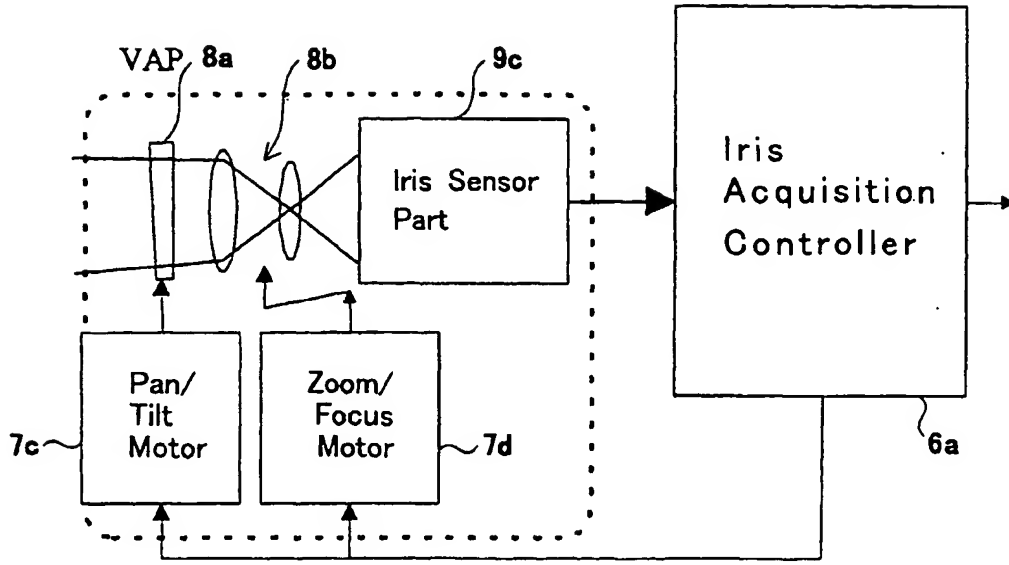 VAP 8a
8b
9c
Iris Sensor
Part
Iris
Acquisition
Controller
Pan/
Tilt
Motor
Zoom/
Focus
Motor
7c
7d
6a